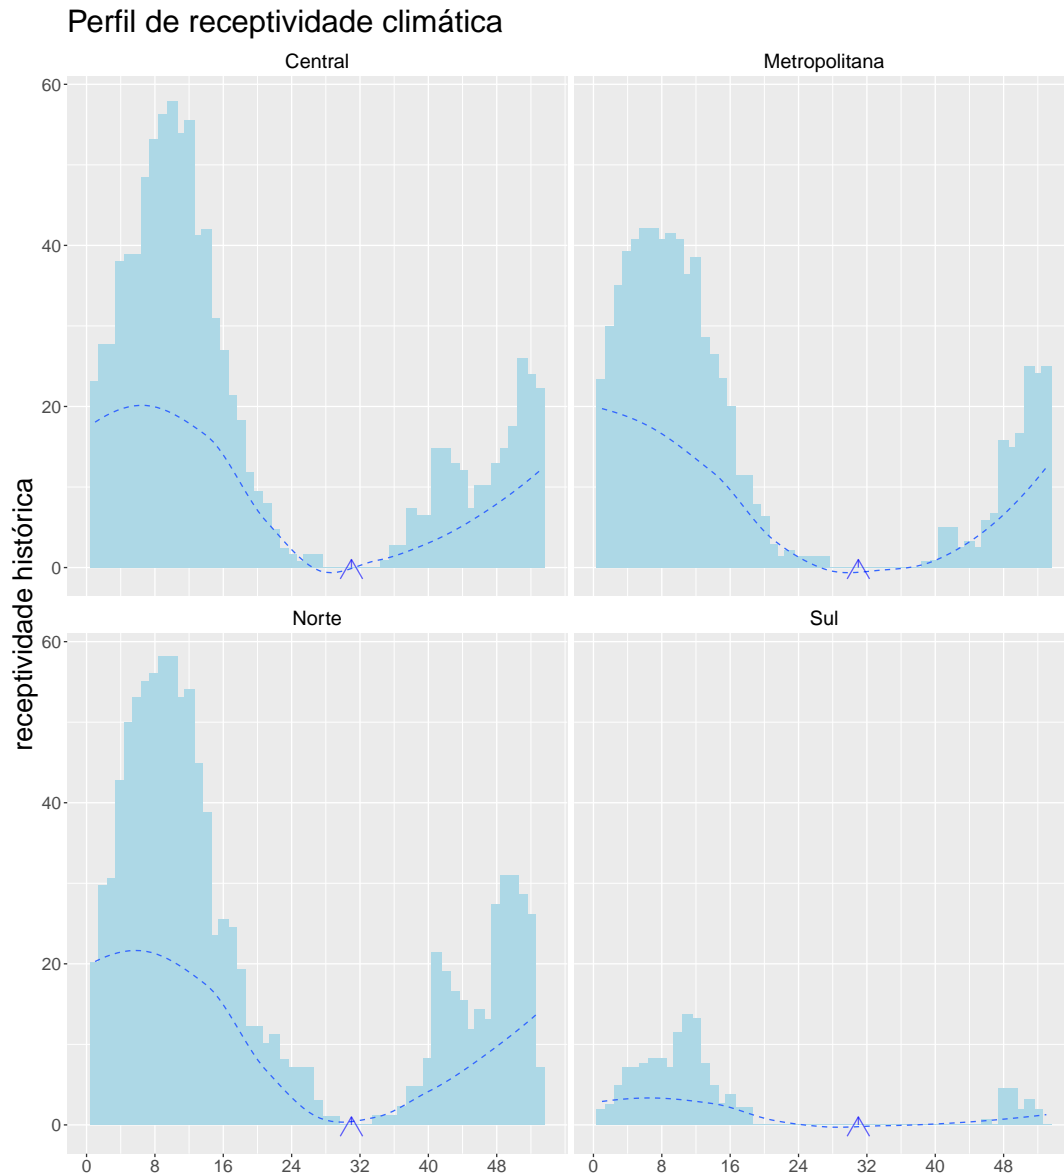 Perfil de receptividade climática
Central
Metropolitana
60
40
20
0
Norte
Sul
60
40
20
0
receptividade histórica
0 8 16 24 32 40 48
0 8 16 24 32 40 48